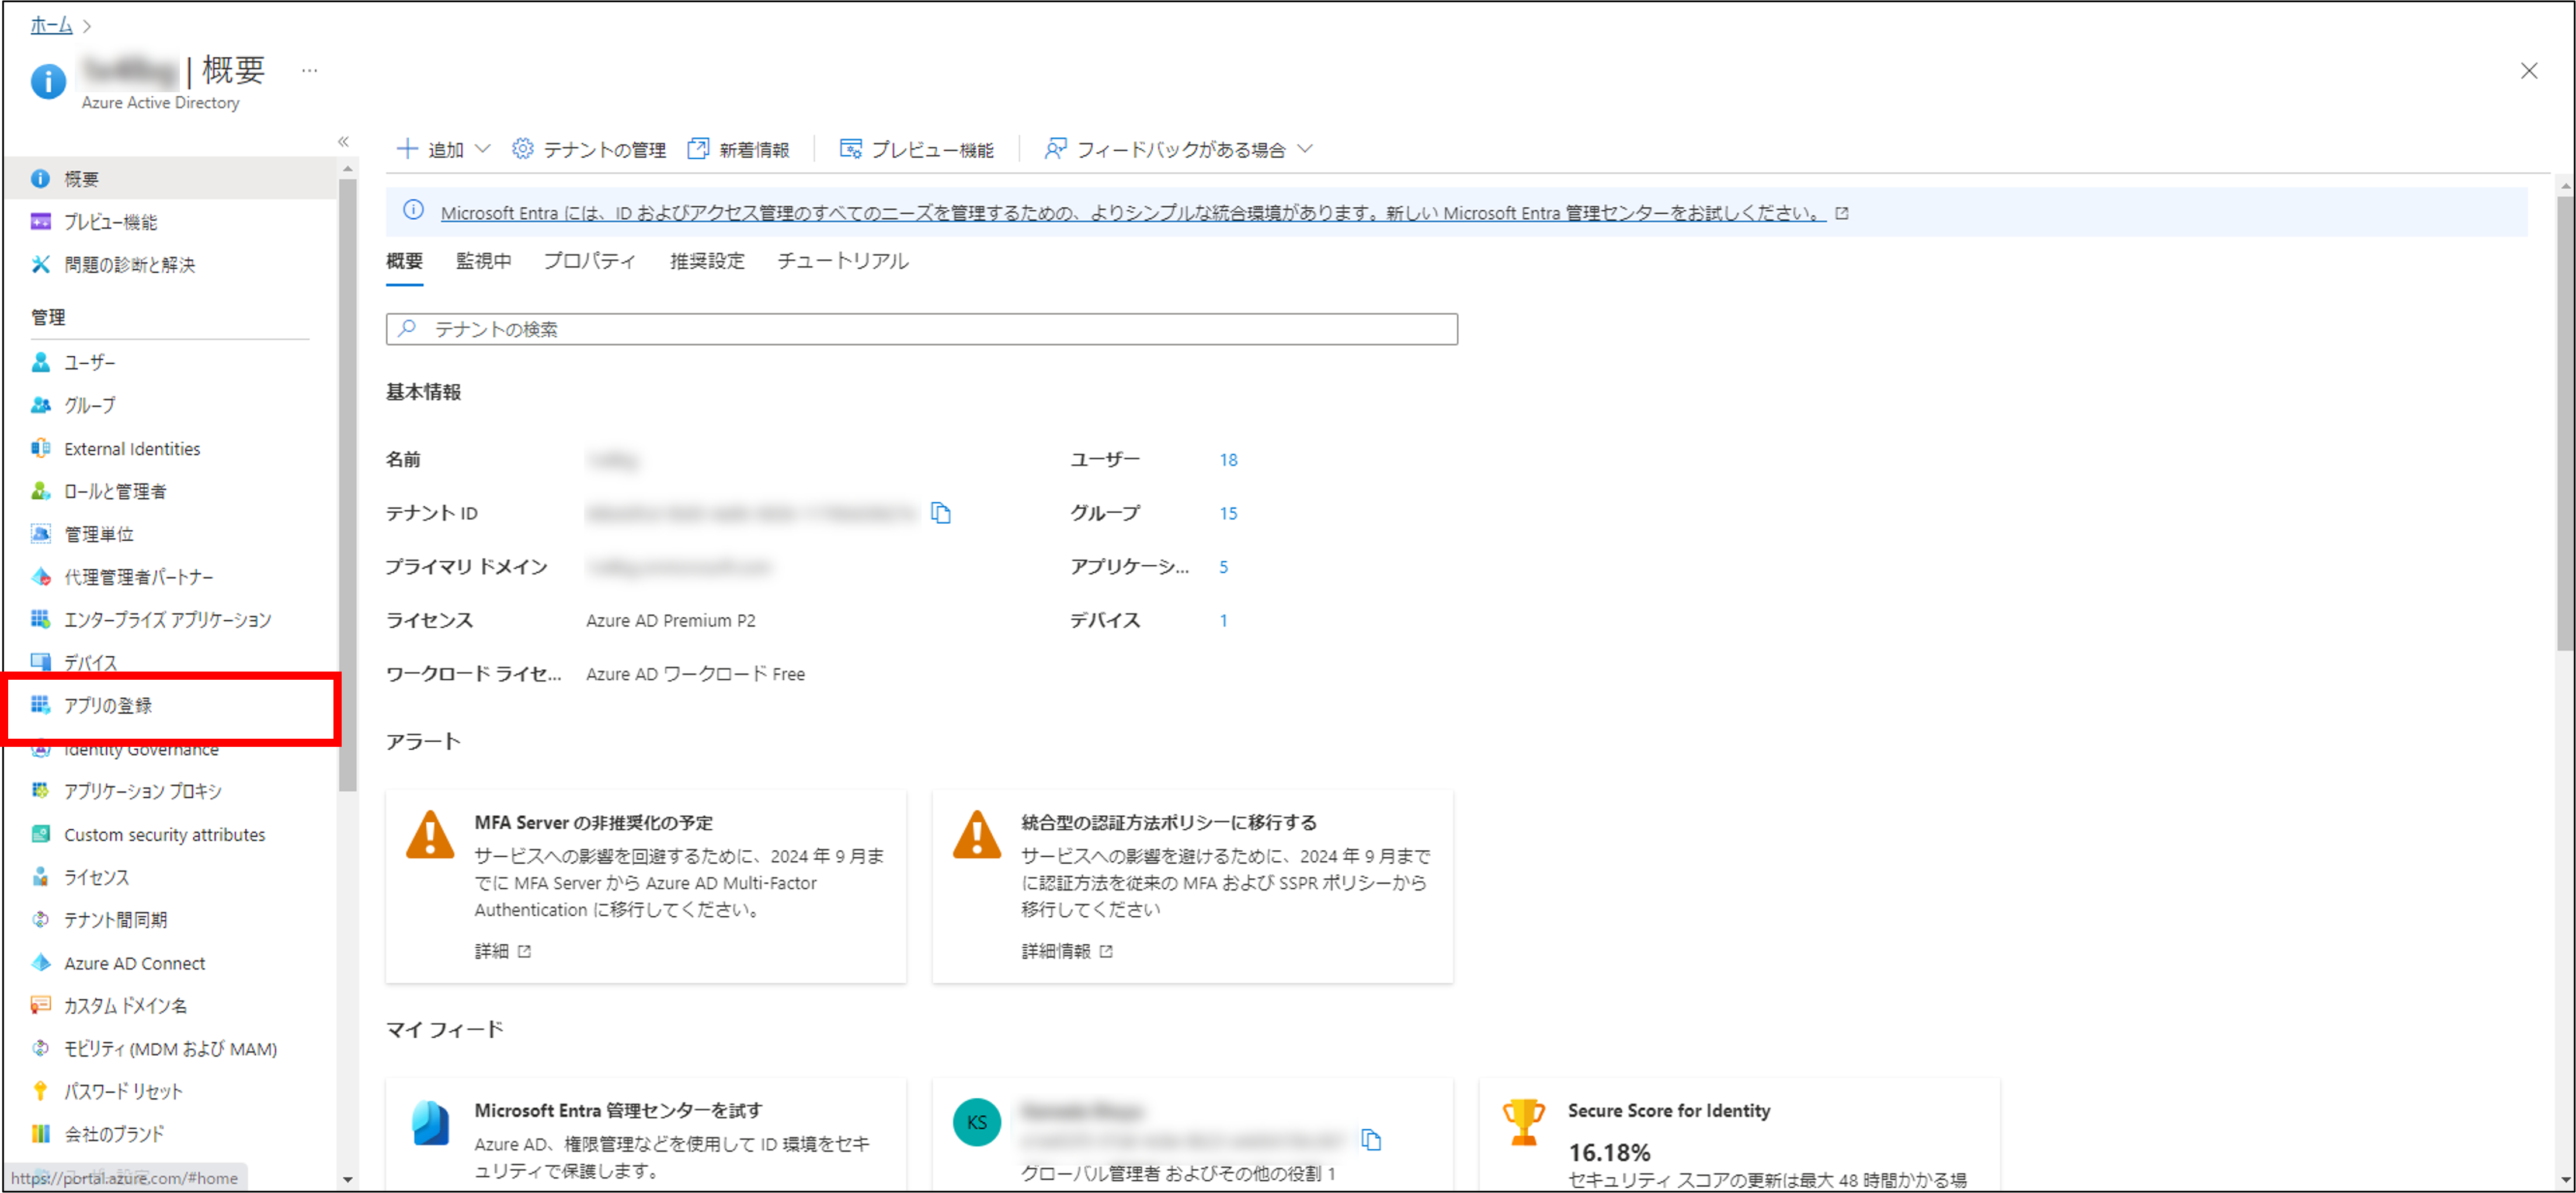 ホーム
| 概要
Azure Active Directory
追加
テナントの管理
新着情報
プレビュー機能
フィードバックがある場合
概要
プレビュー機能
問題の診断と解決
管理
ユーザー
グループ
External Identities
ロールと管理者
管理単位
代理管理者パートナー
エンタープライズ アプリケーション
デバイス
アプリの登録
Identity Governance
アプリケーション プロキシ
Custom security attributes
ライセンス
テナント間同期
Azure AD Connect
カスタム ドメイン名
モビリティ (MDM および MAM)
パスワード リセット
会社のブランド
https://portal.azure.com/#home
Microsoft Entra には、ID およびアクセス管理のすべてのニーズを管理するための、よりシンプルな統合環境があります。新しい Microsoft Entra 管理センターをお試しください。
概要
監視中
プロパティ
推奨設定
チュートリアル
テナントの検索
基本情報
名前
ユーザー 18
テナント ID
グループ 15
プライマリ ドメイン
アプリケーシ... 5
ライセンス Azure AD Premium P2
デバイス 1
ワークロード ライセ... Azure AD ワークロード Free
アラート
MFA Server の非推奨化の予定
サービスへの影響を回避するために、2024 年 9 月ま
でに MFA Server から Azure AD Multi-Factor
Authentication に移行してください。
詳細
統合型の認証方法ポリシーに移行する
サービスへの影響を避けるために、2024 年 9 月まで
に認証方法を従来の MFA および SSPR ポリシーから
移行してください
詳細情報
マイ フィード
Microsoft Entra 管理センターを試す
Azure AD、権限管理などを使用して ID 環境をセキ
ュリティで保護します。
KS
グローバル管理者 およびその他の役割 1
Secure Score for Identity
16.18%
セキュリティ スコアの更新は最大 48 時間かかる場